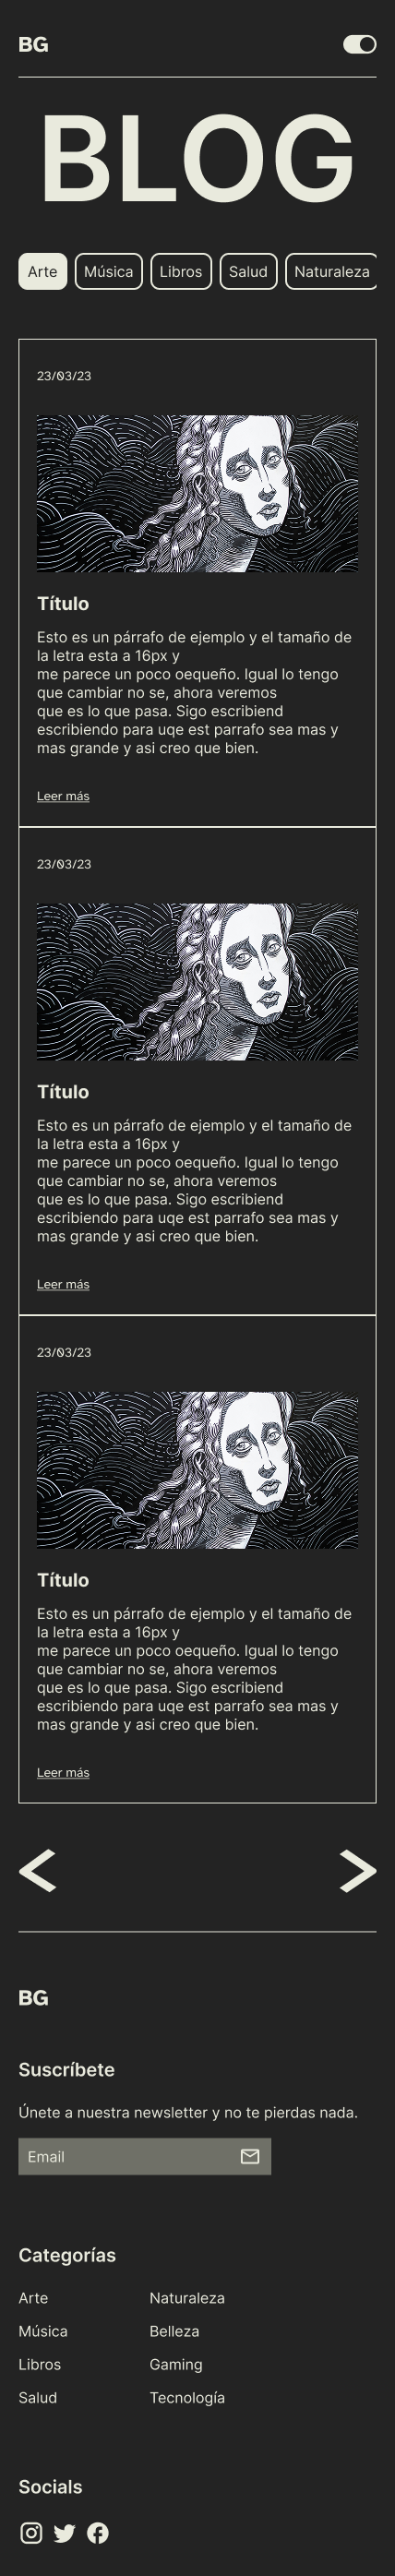 BG
BLOG
Arte Música Libros Salud Naturaleza
23/03/23
Título
Esto es un párrafo de ejemplo y el tamaño de
la letra esta a 16px y
me parece un poco oequeño. Igual lo tengo
que cambiar no se, ahora veremos
que es lo que pasa. Sigo escribiend
escribiendo para uqe est parrafo sea mas y
mas grande y asi creo que bien.
Leer más
23/03/23
Título
Esto es un párrafo de ejemplo y el tamaño de
la letra esta a 16px y
me parece un poco oequeño. Igual lo tengo
que cambiar no se, ahora veremos
que es lo que pasa. Sigo escribiend
escribiendo para uqe est parrafo sea mas y
mas grande y asi creo que bien.
Leer más
23/03/23
Título
Esto es un párrafo de ejemplo y el tamaño de
la letra esta a 16px y
me parece un poco oequeño. Igual lo tengo
que cambiar no se, ahora veremos
que es lo que pasa. Sigo escribiend
escribiendo para uqe est parrafo sea mas y
mas grande y asi creo que bien.
Leer más
BG
Suscríbete
Únete a nuestra newsletter y no te pierdas nada.
Email
Categorías
Arte Naturaleza
Música Belleza
Libros Gaming
Salud Tecnología
Socials